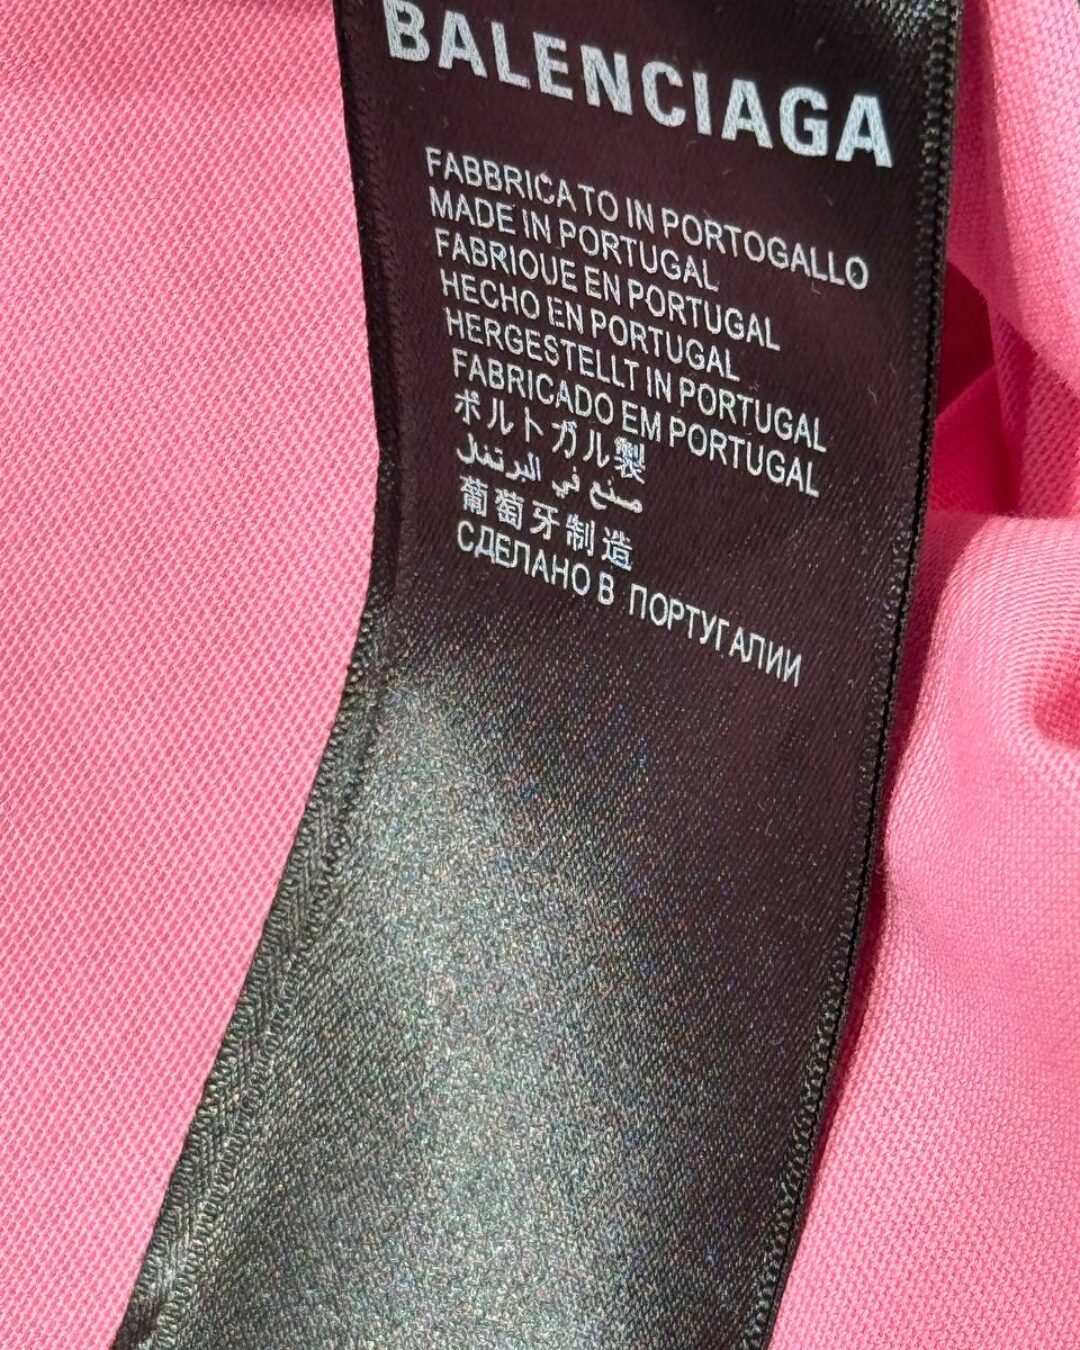 BALENCIAGA
FABBRICATO IN PORTOGALLO
MADE IN PORTUGAL
FABRIQUE EN PORTUGAL
HECHO EN PORTUGAL
HERGESTELLT IN PORTUGAL
FABRICADO EM PORTUGAL
ポルトガル製
صنع في البرتغال
葡萄牙制造
СДЕЛАНО В ПОРТУГАЛИИ